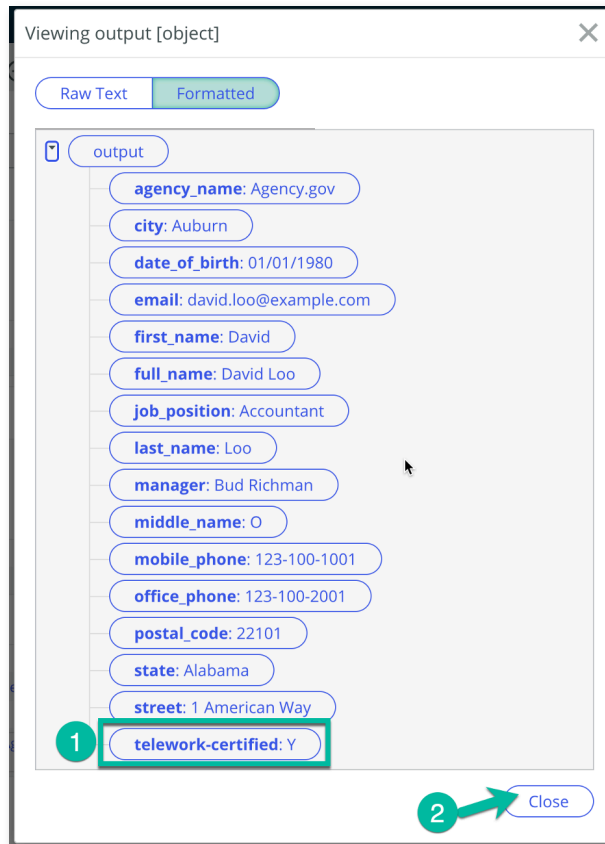 Viewing output [object]
Raw Text Formatted
output
agency_name: Agency.gov
city: Auburn
date_of_birth: 01/01/1980
email: david.loo@example.com
first_name: David
full_name: David Loo
job_position: Accountant
last_name: Loo
manager: Bud Richman
middle_name: O
mobile_phone: 123-100-1001
office_phone: 123-100-2001
postal_code: 22101
state: Alabama
street: 1 American Way
1 telework-certified: Y
2 Close